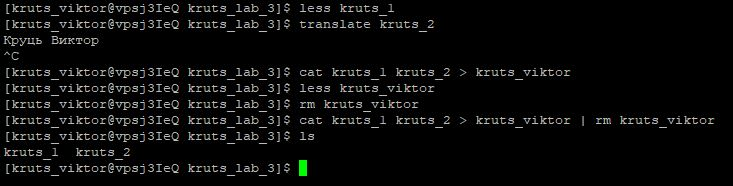 [kruts_viktor@vpsj3IeQ kruts_lab_3]$ less kruts_1
[kruts_viktor@vpsj3IeQ kruts_lab_3]$ translate kruts_2
Круць Виктор
^C
[kruts_viktor@vpsj3IeQ kruts_lab_3]$ cat kruts_1 kruts_2 > kruts_viktor
[kruts_viktor@vpsj3IeQ kruts_lab_3]$ less kruts_viktor
[kruts_viktor@vpsj3IeQ kruts_lab_3]$ rm kruts_viktor
[kruts_viktor@vpsj3IeQ kruts_lab_3]$ cat kruts_1 kruts_2 > kruts_viktor | rm kruts_viktor
[kruts_viktor@vpsj3IeQ kruts_lab_3]$ ls
kruts_1  kruts_2
[kruts_viktor@vpsj3IeQ kruts_lab_3]$